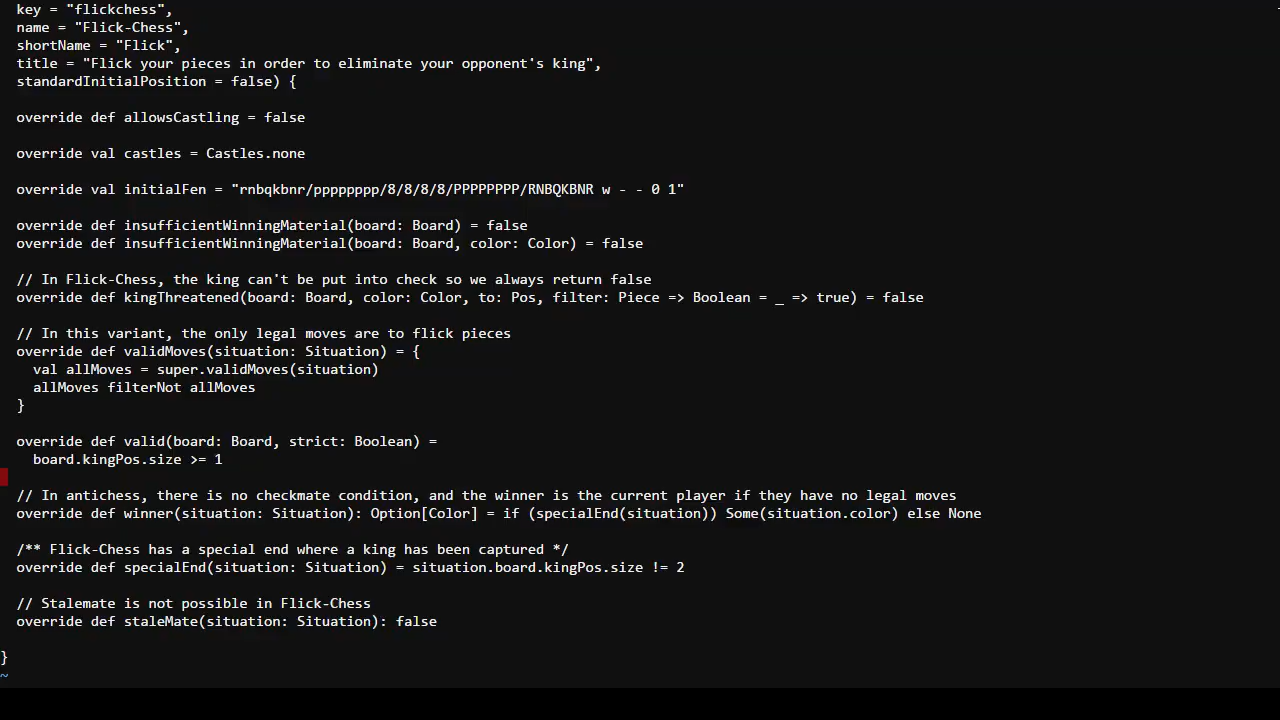 key = "flickchess",
name = "Flick-Chess",
shortName = "Flick",
title = "Flick your pieces in order to eliminate your opponent's king",
standardInitialPosition = false) {
override def allowsCastling = false
override val castles = Castles.none
override val initialFen = "rnbqkbnr/pppppppp/8/8/8/8/PPPPPPPP/RNBQKBNR w - - 0 1"
override def insufficientWinningMaterial(board: Board) = false
override def insufficientWinningMaterial(board: Board, color: Color) = false
// In Flick-Chess, the king can't be put into check so we always return false
override def kingThreatened(board: Board, color: Color, to: Pos, filter: Piece => Boolean = _ => true) = false
// In this variant, the only legal moves are to flick pieces
override def validMoves(situation: Situation) = {
val allMoves = super.validMoves(situation)
allMoves filterNot allMoves
}
override def valid(board: Board, strict: Boolean) =
board.kingPos.size >= 1
// In antichess, there is no checkmate condition, and the winner is the current player if they have no legal moves
override def winner(situation: Situation): Option[Color] = if (specialEnd(situation)) Some(situation.color) else None
/** Flick-Chess has a special end where a king has been captured */
override def specialEnd(situation: Situation) = situation.board.kingPos.size != 2
// Stalemate is not possible in Flick-Chess
override def staleMate(situation: Situation): false
}
~